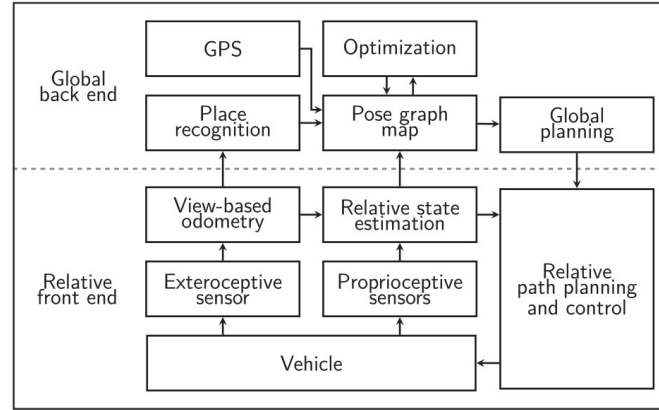 GPS
Optimization
Global
back end
Place
recognition
Pose graph
map
Global
planning
View-based
odometry
Relative state
estimation
Relative
front end
Exteroceptive
sensor
Proprioceptive
sensors
Relative
path planning
and control
Vehicle